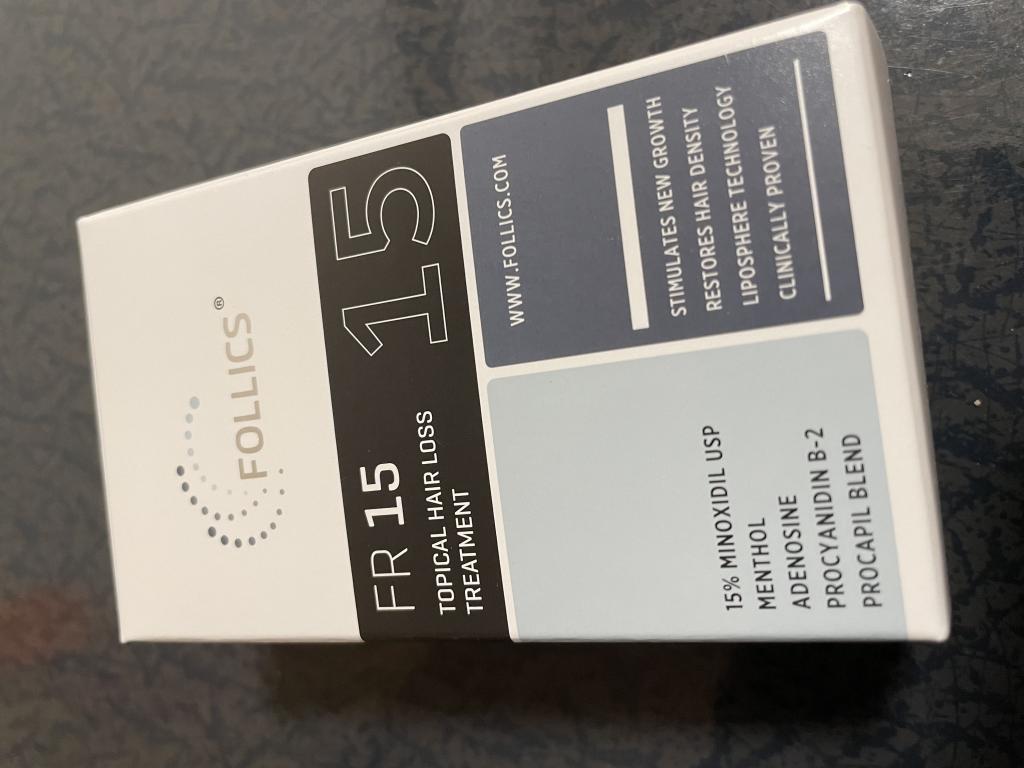 FOLLICS®
FR 15
TOPICAL HAIR LOSS
TREATMENT
15
15% MINOXIDIL USP
MENTHOL
ADENOSINE
PROCYANIDIN B-2
PROCAPIL BLEND
WWW.FOLLICS.COM
STIMULATES NEW GROWTH
RESTORES HAIR DENSITY
LIPOSPHERE TECHNOLOGY
CLINICALLY PROVEN